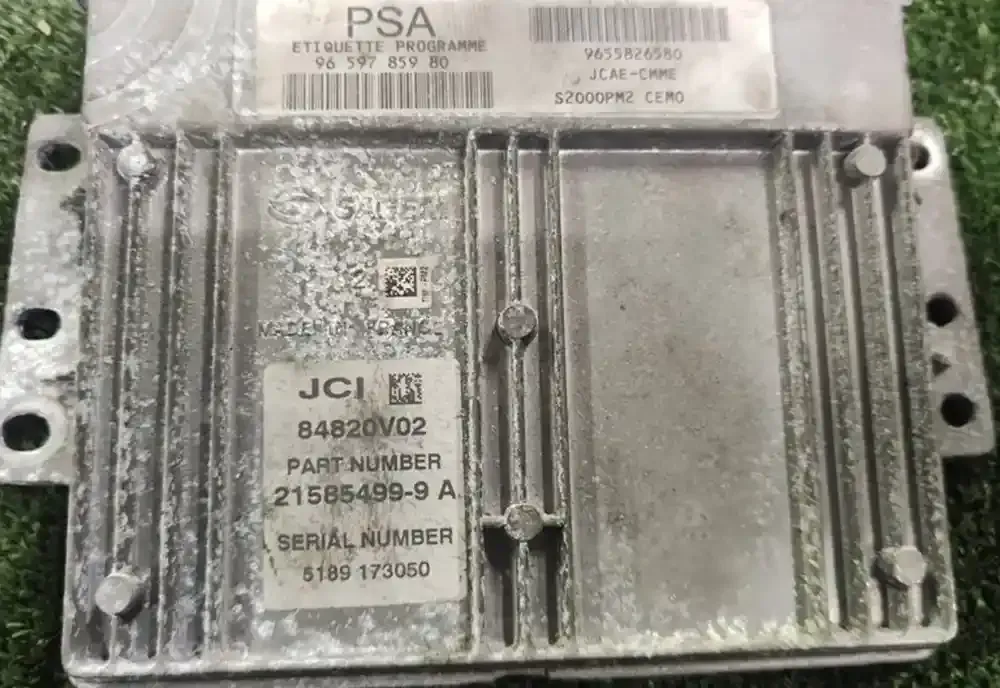 PSA
ETIQUETTE PROGRAMME
96 597 859 80
9655826580
JCAE-CMME
S2000PM2 CEMO
SAGEM
MADE IN FRANCE
JCI
84820V02
PART NUMBER
21585499-9 A
SERIAL NUMBER
5189 173050